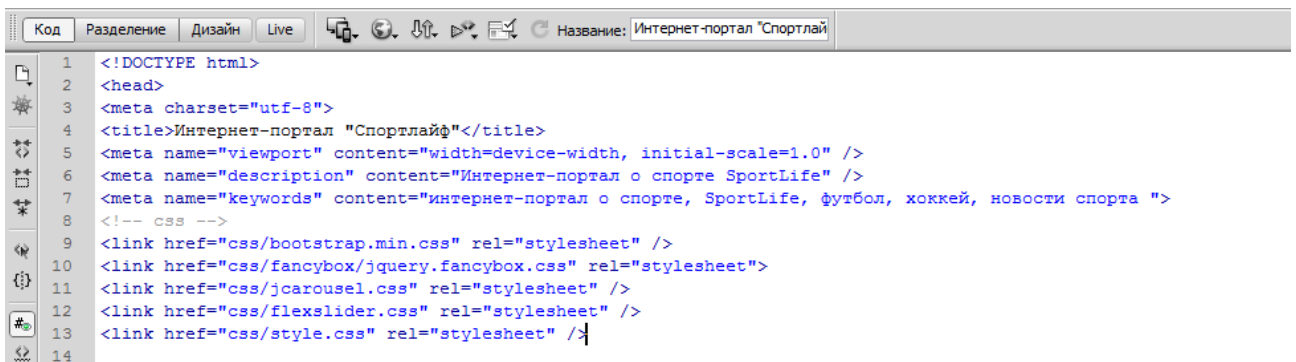 Код Разделение Дизайн Live Название: Интернет-портал "Спортлай
1 <!DOCTYPE html>
2 <head>
3 <meta charset="utf-8">
4 <title>Интернет-портал "Спортлайф"</title>
5 <meta name="viewport" content="width=device-width, initial-scale=1.0" />
6 <meta name="description" content="Интернет-портал о спорте SportLife" />
7 <meta name="keywords" content="интернет-портал о спорте, SportLife, футбол, хоккей, новости спорта ">
8 <!-- css -->
9 <link href="css/bootstrap.min.css" rel="stylesheet" />
10 <link href="css/fancybox/jquery.fancybox.css" rel="stylesheet">
11 <link href="css/jcarousel.css" rel="stylesheet" />
12 <link href="css/flexslider.css" rel="stylesheet" />
13 <link href="css/style.css" rel="stylesheet" />
14